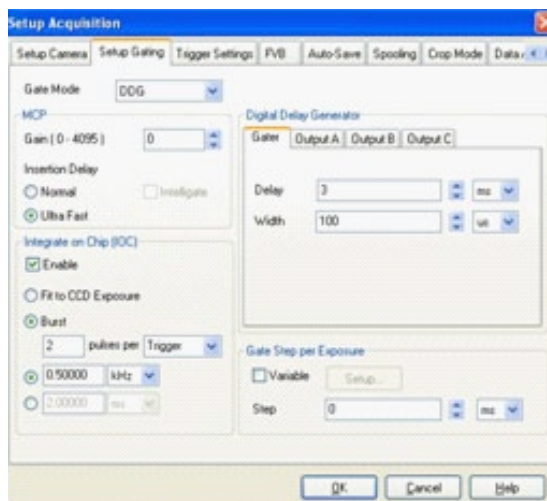 Setup Acquisition
Setup Camera
Setup Gating
Trigger Settings
FVB
Auto-Save
Spooling
Crop Mode
Data
Gate Mode
DDG
MCP
Gain ( 0 - 4095 )
0
Insertion Delay
Normal
Intelligate
Ultra Fast
Integrate on Chip (IOC)
Enable
Fit to CCD Exposure
Burst
2 pulses per Trigger
0.50000 kHz
2.00000 ms
Digital Delay Generator
Gater
Output A
Output B
Output C
Delay 3 ms
Width 100 us
Gate Step per Exposure
Variable
Setup...
Step 0 ms
OK
Cancel
Help